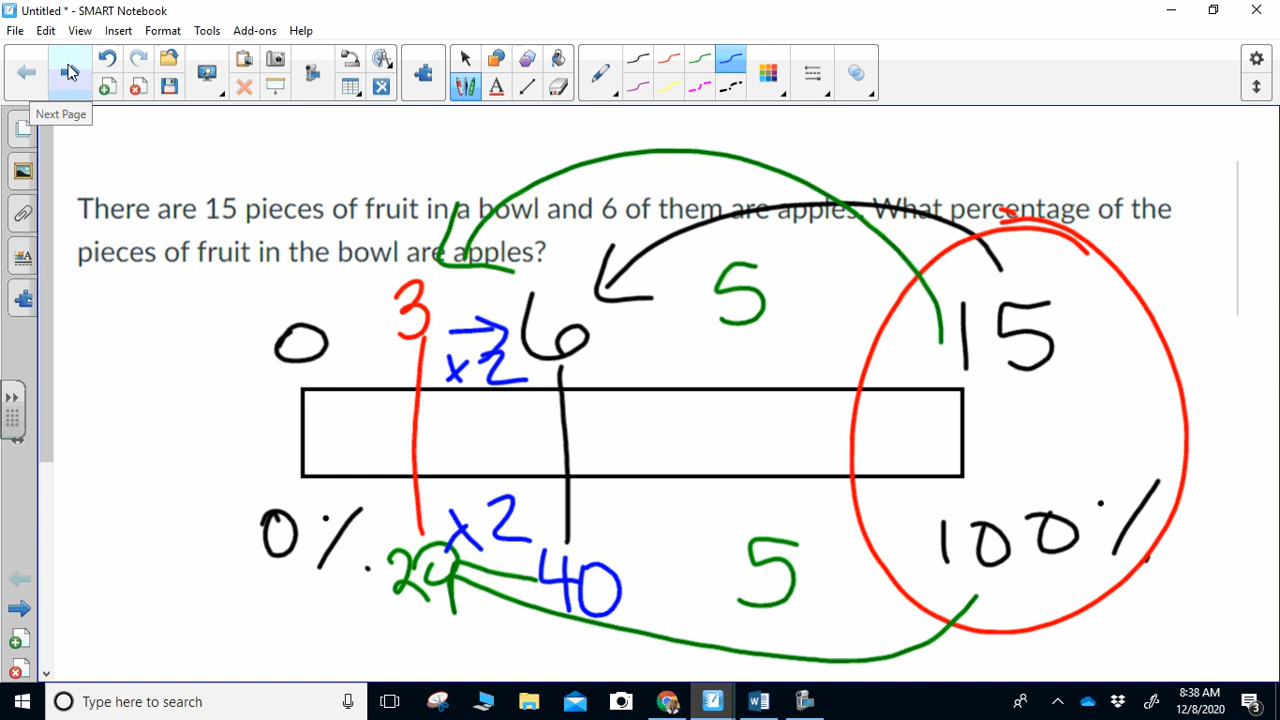 Untitled * - SMART Notebook
File Edit View Insert Format Tools Add-ons Help
Next Page
There are 15 pieces of fruit in a bowl and 6 of them are apples. What percentage of the
pieces of fruit in the bowl are apples?
0 3 → 6 5 15
x2
0% x2 100%
40 5
Type here to search
8:38 AM
12/8/2020
3